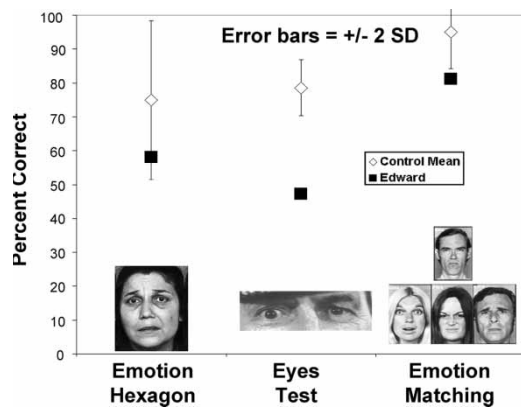 100
90
80
70
60
50
40
30
20
10
0
Percent Correct
Error bars = +/- 2 SD
Control Mean
Edward
Emotion Hexagon
Eyes Test
Emotion Matching